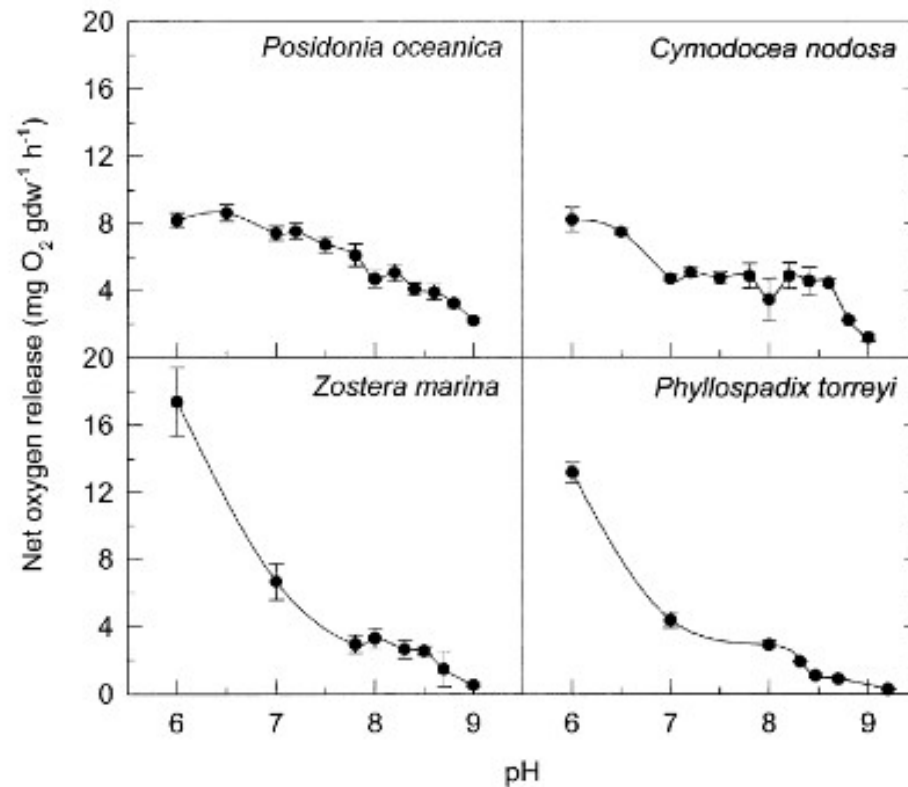 20
Posidonia oceanica
Cymodocea nodosa
16
12
8
4
20
Zostera marina
Phyllospadix torreyi
16
12
8
4
0
6 7 8 9 6 7 8 9
pH
Net oxygen release (mg O2 gdw-1 h-1)